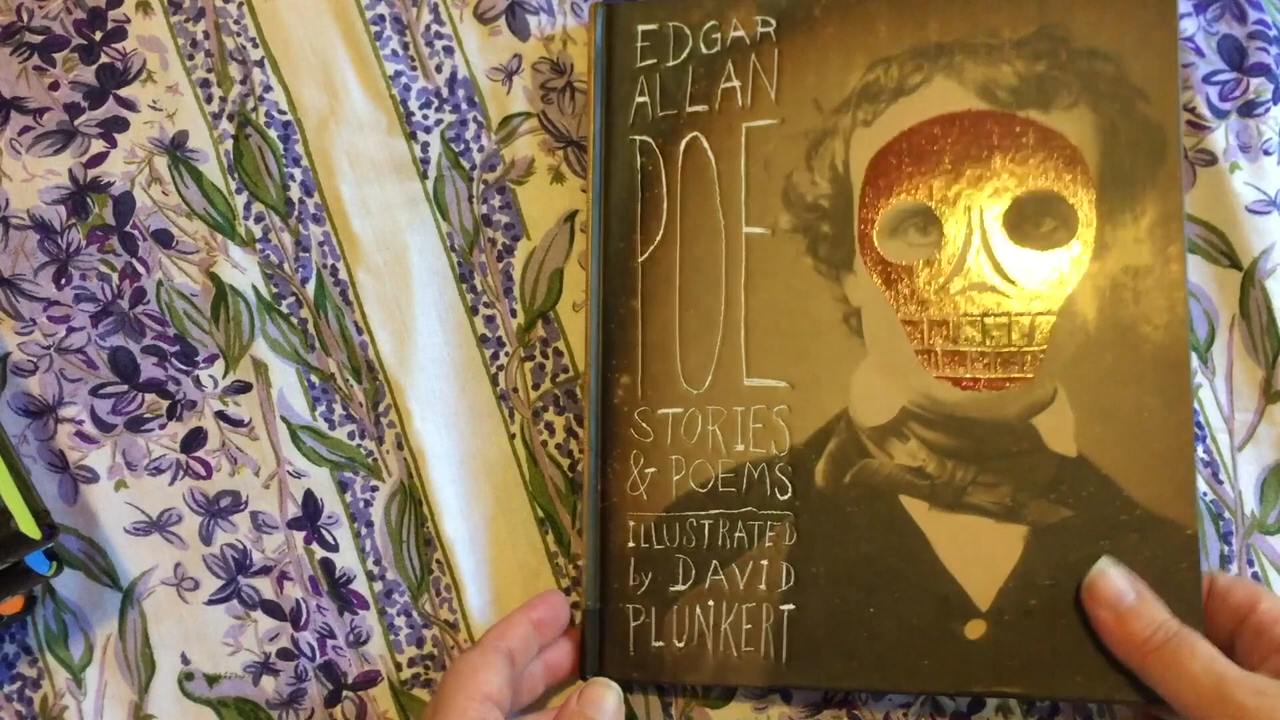 EDGAR
ALLAN
POE
STORIES
& POEMS
ILLUSTRATED
by DAVID
PLUNKERT